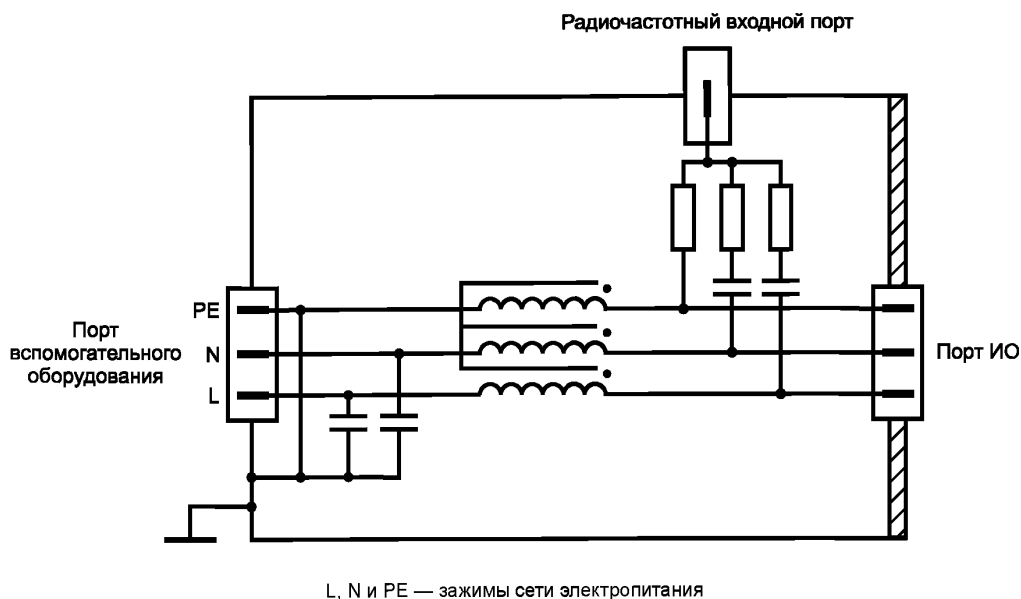 Радиочастотный входной порт
PE
Порт
вспомогательного
оборудования
N
L
Порт ИО
L, N и PE — зажимы сети электропитания